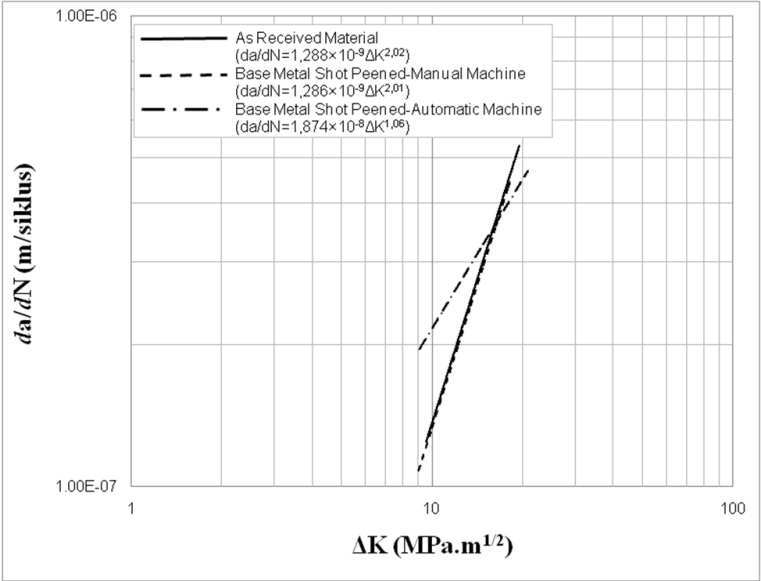 1.00E-06
As Received Material
(da/dN=1,288×10⁻⁹ΔK²,⁰²)
Base Metal Shot Peened-Manual Machine
(da/dN=1,286×10⁻⁹ΔK²,⁰¹)
Base Metal Shot Peened-Automatic Machine
(da/dN=1,874×10⁻⁸ΔK¹,⁰⁶)
da/dN (m/siklus)
1.00E-07
1 10 100
ΔK (MPa.m¹/²)